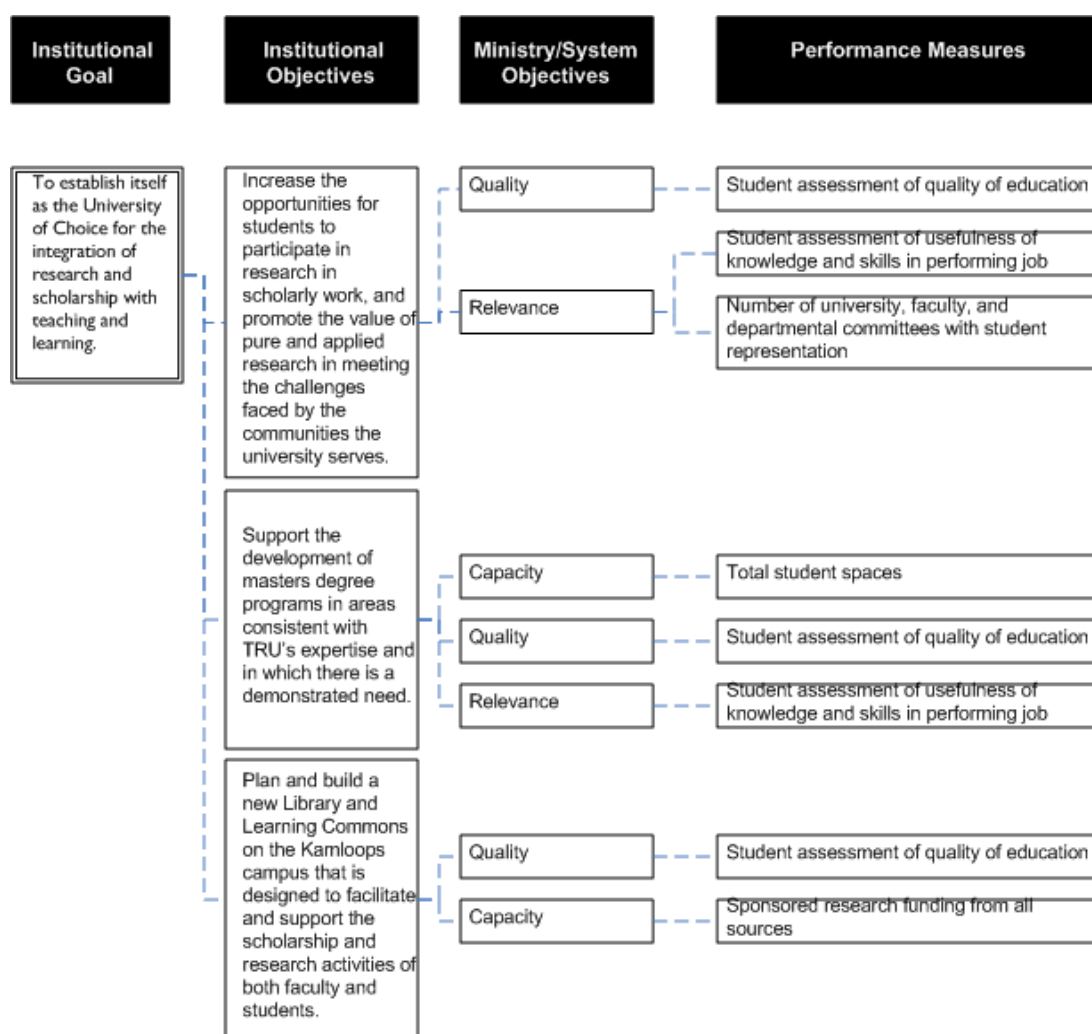 Institutional
Goal
Institutional
Objectives
Ministry/System
Objectives
Performance Measures
To establish itself
as the University
of Choice for the
integration of
research and
scholarship with
teaching and
learning.
Increase the
opportunities for
students to
participate in
research in
scholarly work, and
promote the value of
pure and applied
research in meeting
the challenges
faced by the
communities the
university serves.
Quality
Student assessment of quality of education
Relevance
Student assessment of usefulness of
knowledge and skills in performing job
Number of university, faculty, and
departmental committees with student
representation
Support the
development of
masters degree
programs in areas
consistent with
TRU's expertise and
in which there is a
demonstrated need.
Capacity
Total student spaces
Quality
Student assessment of quality of education
Relevance
Student assessment of usefulness of
knowledge and skills in performing job
Plan and build a
new Library and
Learning Commons
on the Kamloops
campus that is
designed to facilitate
and support the
scholarship and
research activities of
both faculty and
students.
Quality
Student assessment of quality of education
Capacity
Sponsored research funding from all
sources